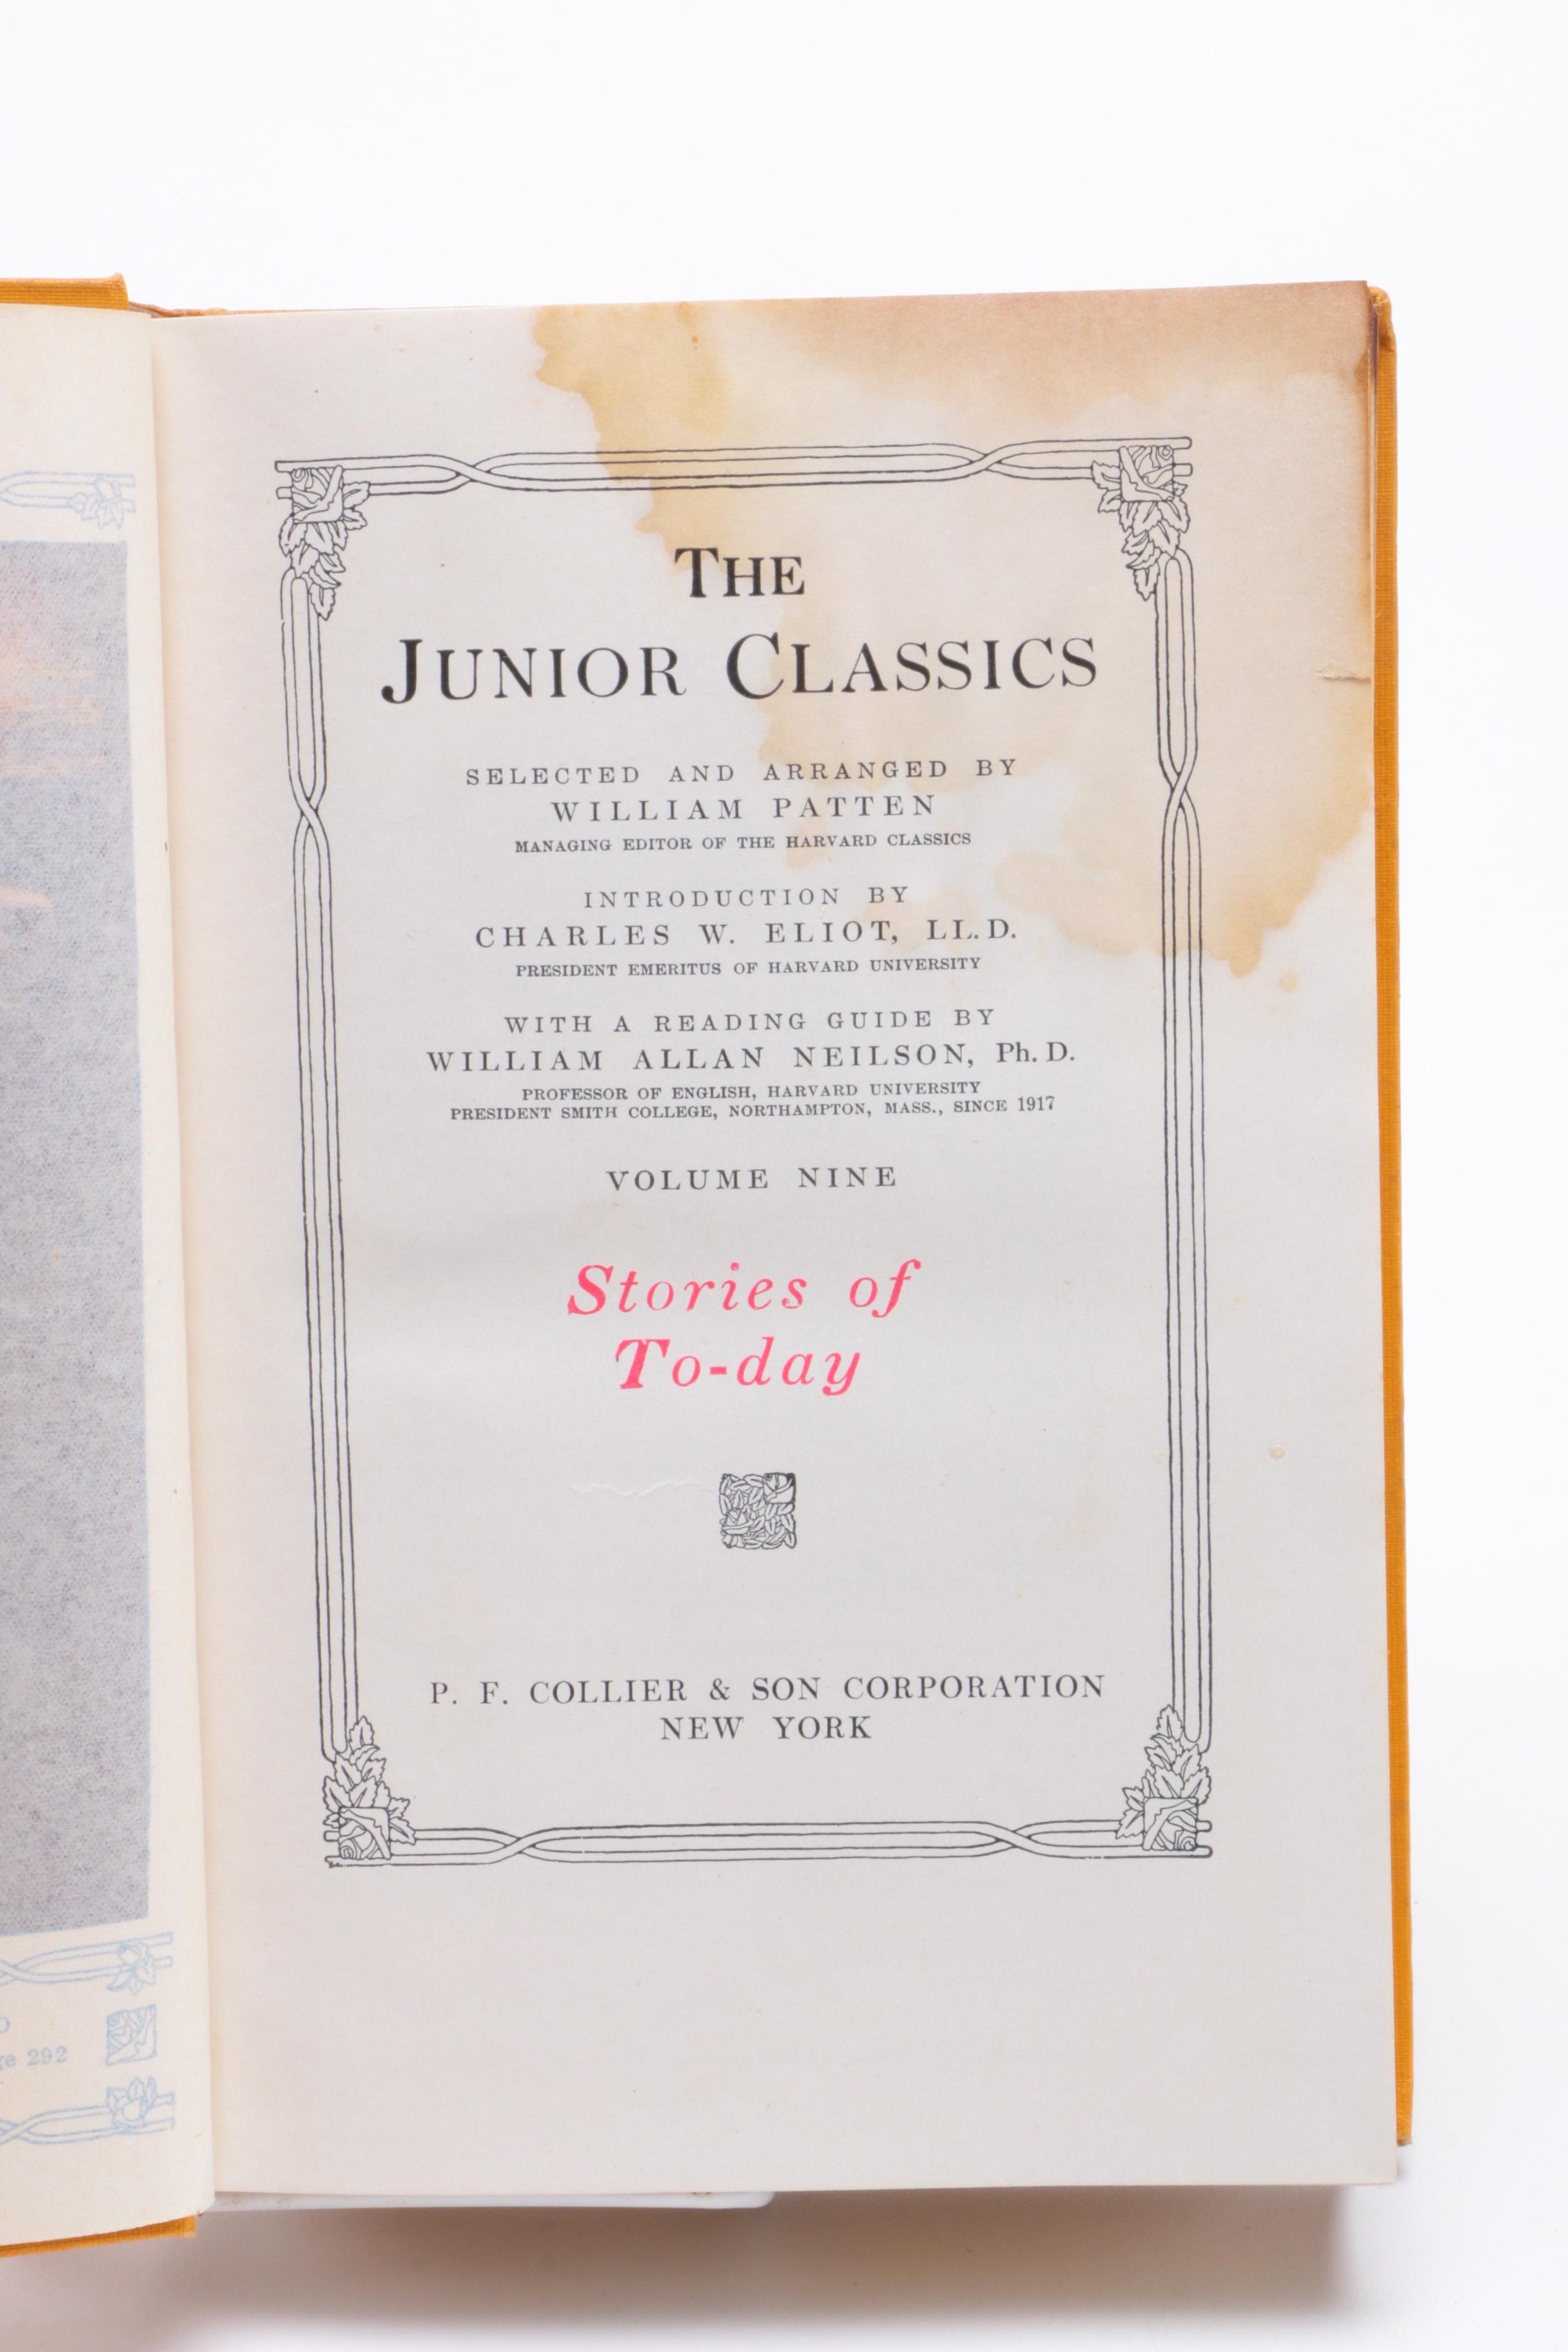 THE
JUNIOR CLASSICS
SELECTED AND ARRANGED BY
WILLIAM PATTEN
MANAGING EDITOR OF THE HARVARD CLASSICS
INTRODUCTION BY
CHARLES W. ELIOT, LL. D.
PRESIDENT EMERITUS OF HARVARD UNIVERSITY
WITH A READING GUIDE BY
WILLIAM ALLAN NEILSON, Ph. D.
PROFESSOR OF ENGLISH, HARVARD UNIVERSITY
PRESIDENT SMITH COLLEGE, NORTHAMPTON, MASS., SINCE 1917
VOLUME NINE
Stories of
To-day
P. F. COLLIER & SON CORPORATION
NEW YORK
292